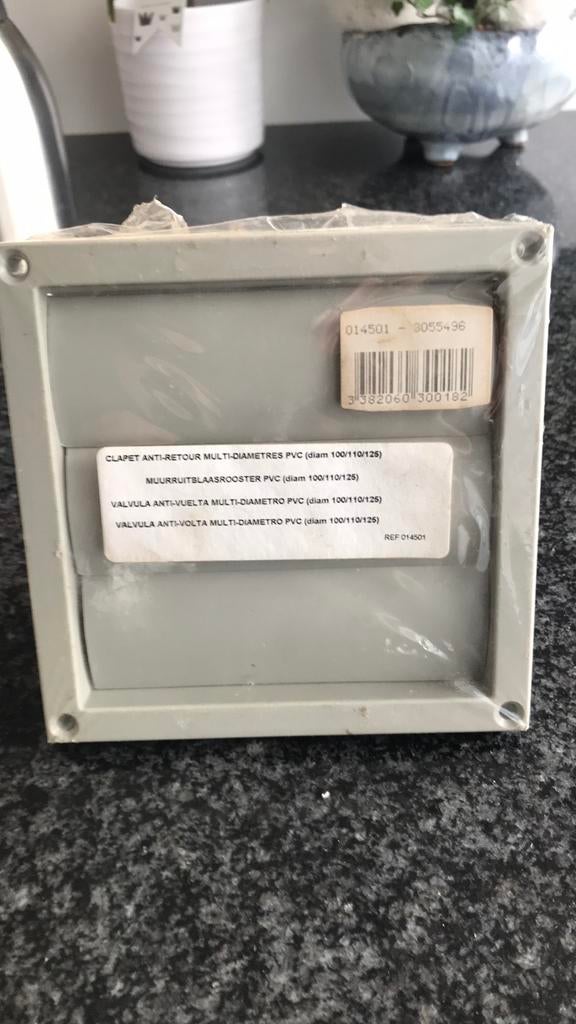 014501 - 3055496
3 382060 300182
CLAPET ANTI-RETOUR MULTI-DIAMETRES PVC (diam 100/110/125)
MUURRUITBLAASROOSTER PVC (diam 100/110/125)
VALVULA ANTI-VUELTA MULTI-DIAMETRO PVC (diam 100/110/125)
VALVULA ANTI-VOLTA MULTI-DIAMETRO PVC (diam 100/110/125)
REF 014501